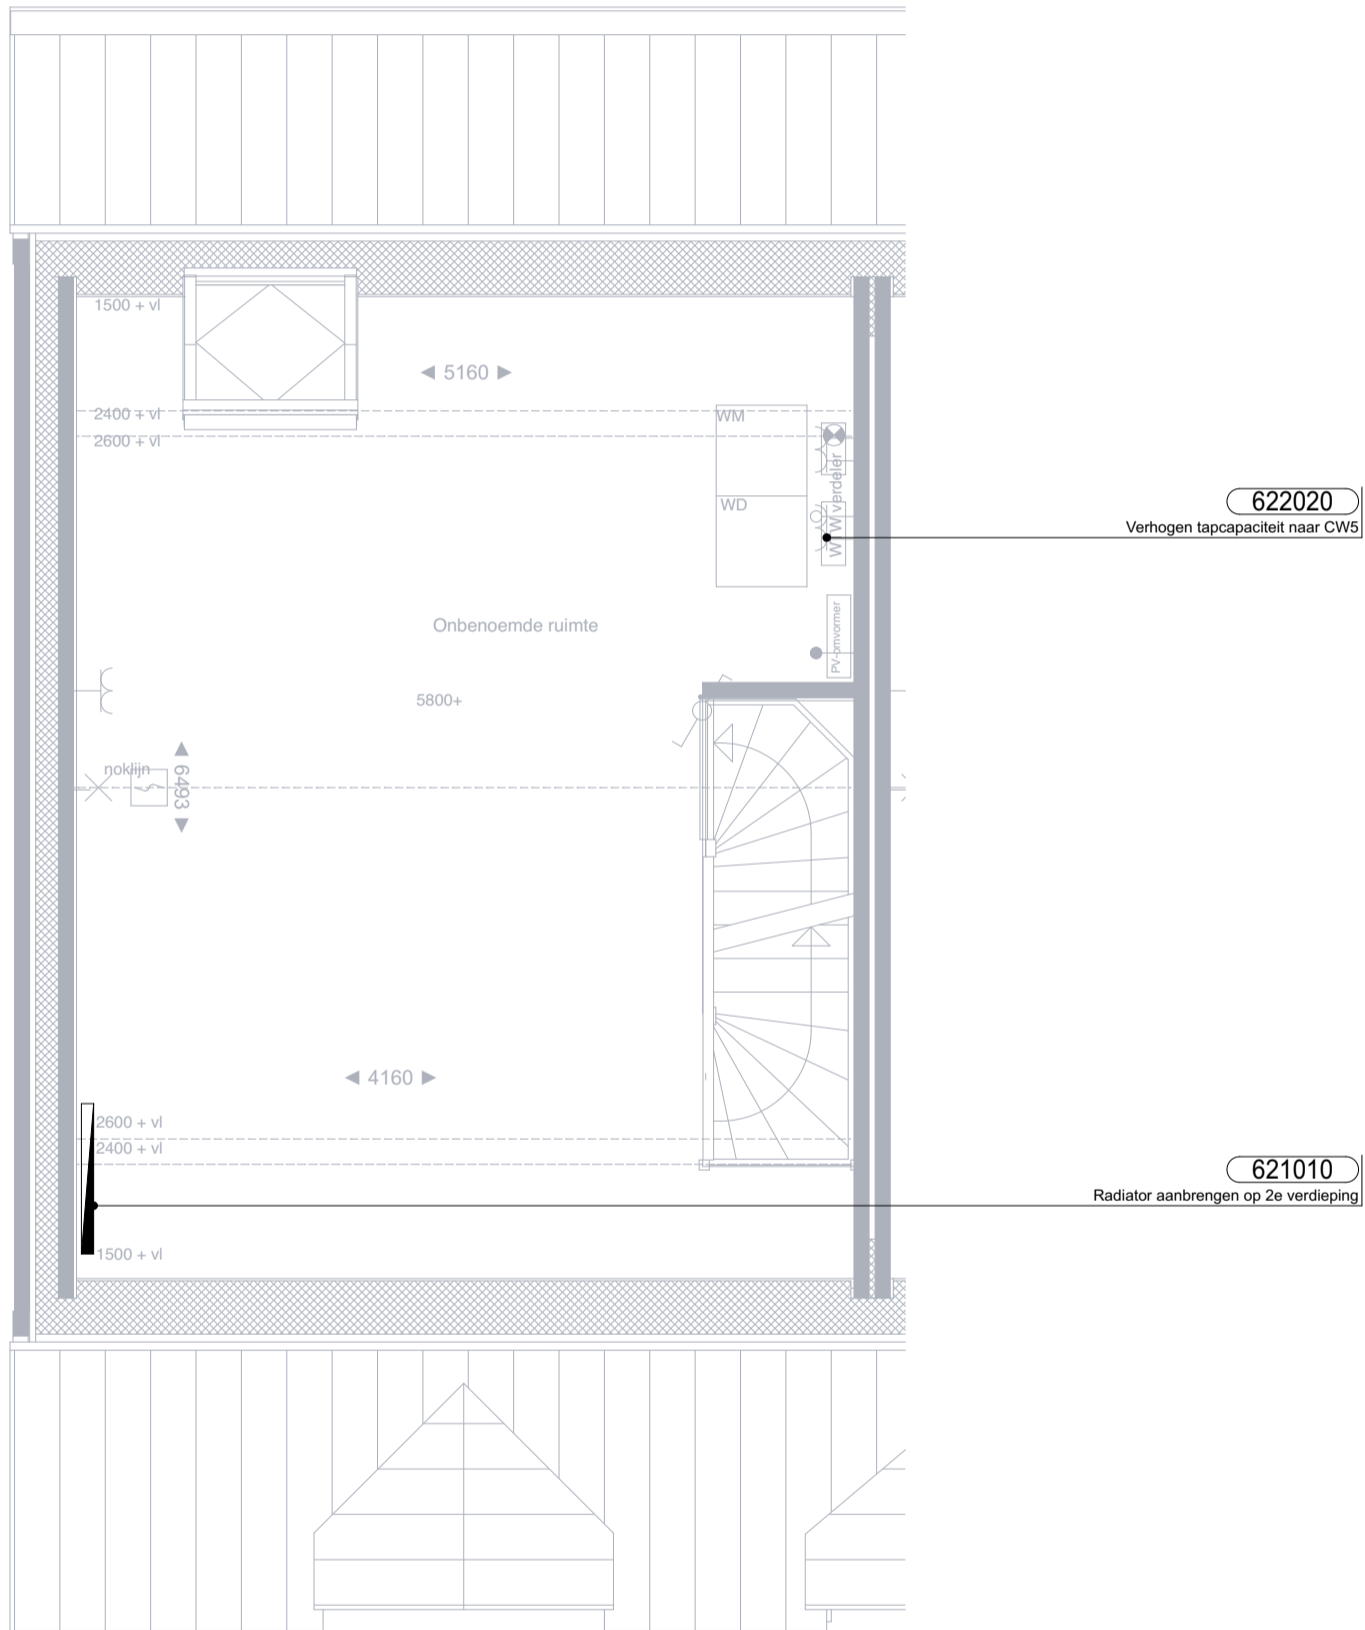 1500 + vl
5160
2400 + vl
WM
2600 + vl
WTW verdeler
622020
WD
Verhogen tapcapaciteit naar CW5
Onbenoemde ruimte
PV-omvormer
5800+
noklijn
6493
4160
2600 + vl
2400 + vl
621010
Radiator aanbrengen op 2e verdieping
1500 + vl